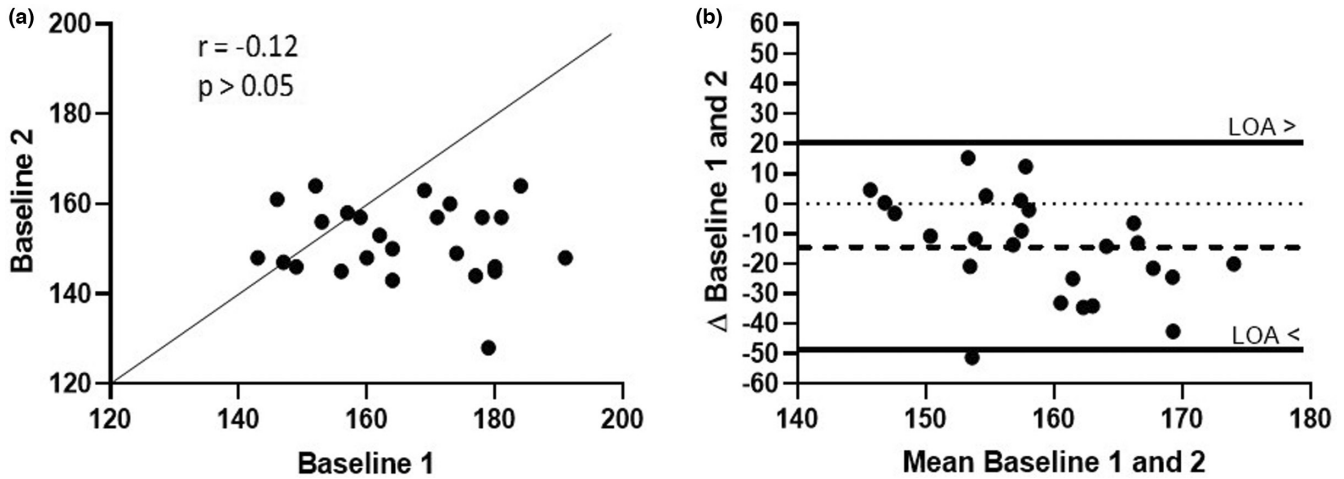 (a)
200
180
160
140
120
120 140 160 180 200
Baseline 2
Baseline 1
r = -0.12
p > 0.05
(b)
60
50
40
30
20
10
0
-10
-20
-30
-40
-50
-60
140 150 160 170 180
Δ Baseline 1 and 2
Mean Baseline 1 and 2
LOA >
LOA <